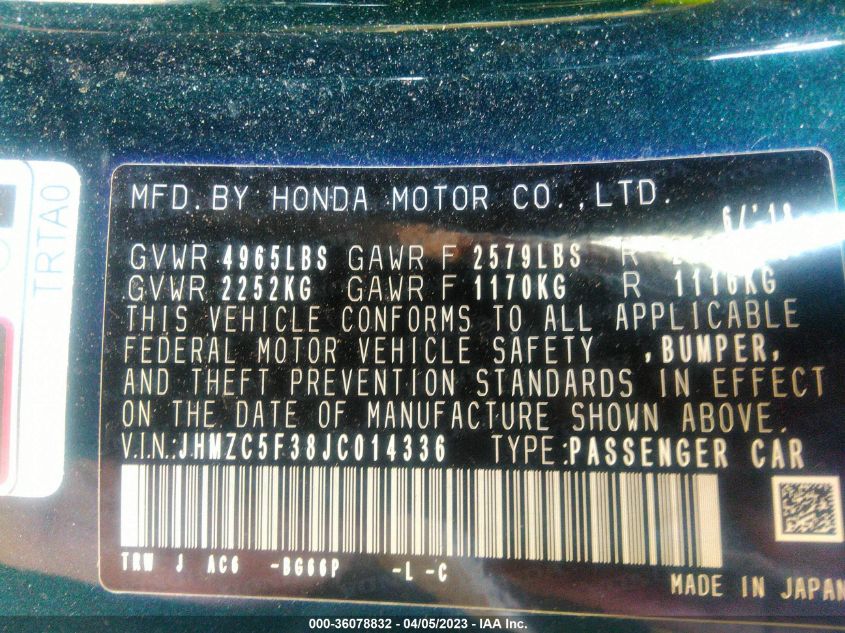 TRTA0
MFD. BY HONDA MOTOR CO., LTD.
GVWR 4965LBS GAWR F 2579LBS R
GVWR 2252KG GAWR F 1170KG R 1116KG
THIS VEHICLE CONFORMS TO ALL APPLICABLE
FEDERAL MOTOR VEHICLE SAFETY ,BUMPER,
AND THEFT PREVENTION STANDARDS IN EFFECT
ON THE DATE OF MANUFACTURE SHOWN ABOVE.
V.I.N.:JHMZC5F38JC014336 TYPE:PASSENGER CAR
TRW J AC6 -BG66P -L -C
MADE IN JAPAN
000-36078832 - 04/05/2023 - IAA Inc.